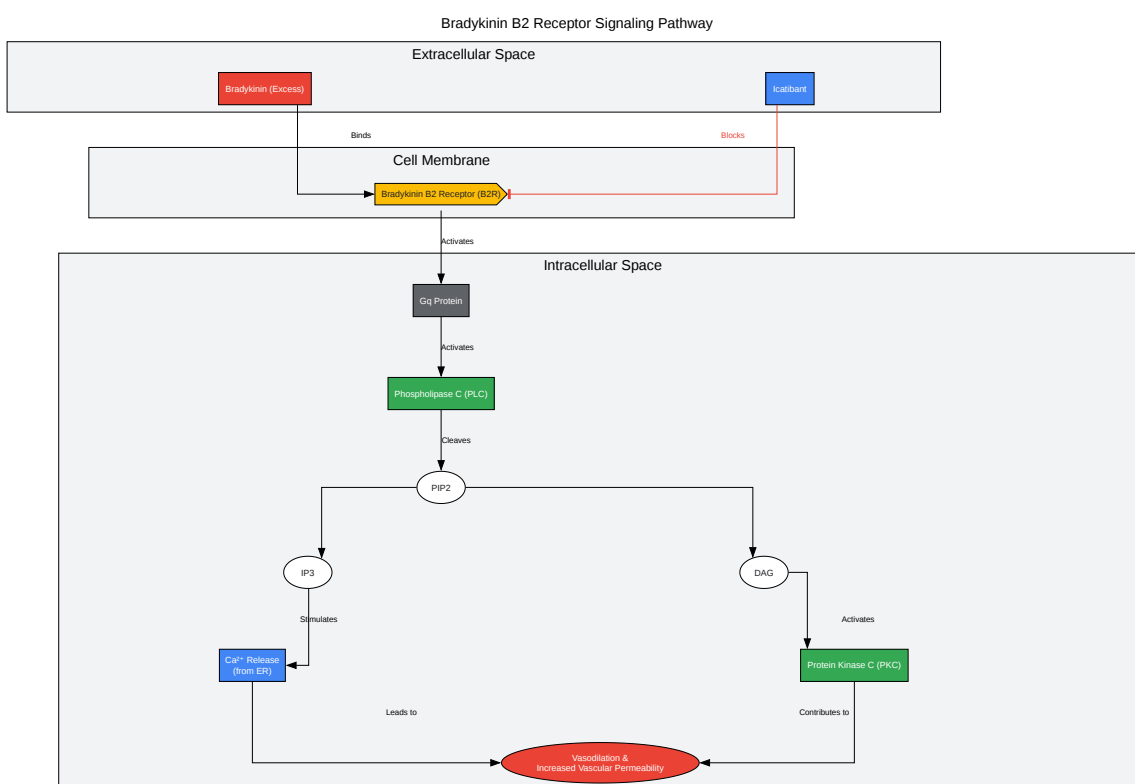 Bradykinin B2 Receptor Signaling Pathway
Extracellular Space
Bradykinin (Excess)
Icatibant
Binds
Blocks
Cell Membrane
Bradykinin B2 Receptor (B2R)
Activates
Intracellular Space
Gq Protein
Activates
Phospholipase C (PLC)
Cleaves
PIP2
IP3
DAG
Stimulates
Activates
Ca²⁺ Release
(from ER)
Protein Kinase C (PKC)
Leads to
Contributes to
Vasodilation &
Increased Vascular Permeability